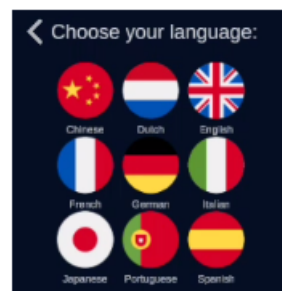 Choose your language:
Chinese Dutch English
French German Italian
Japanese Portuguese Spanish